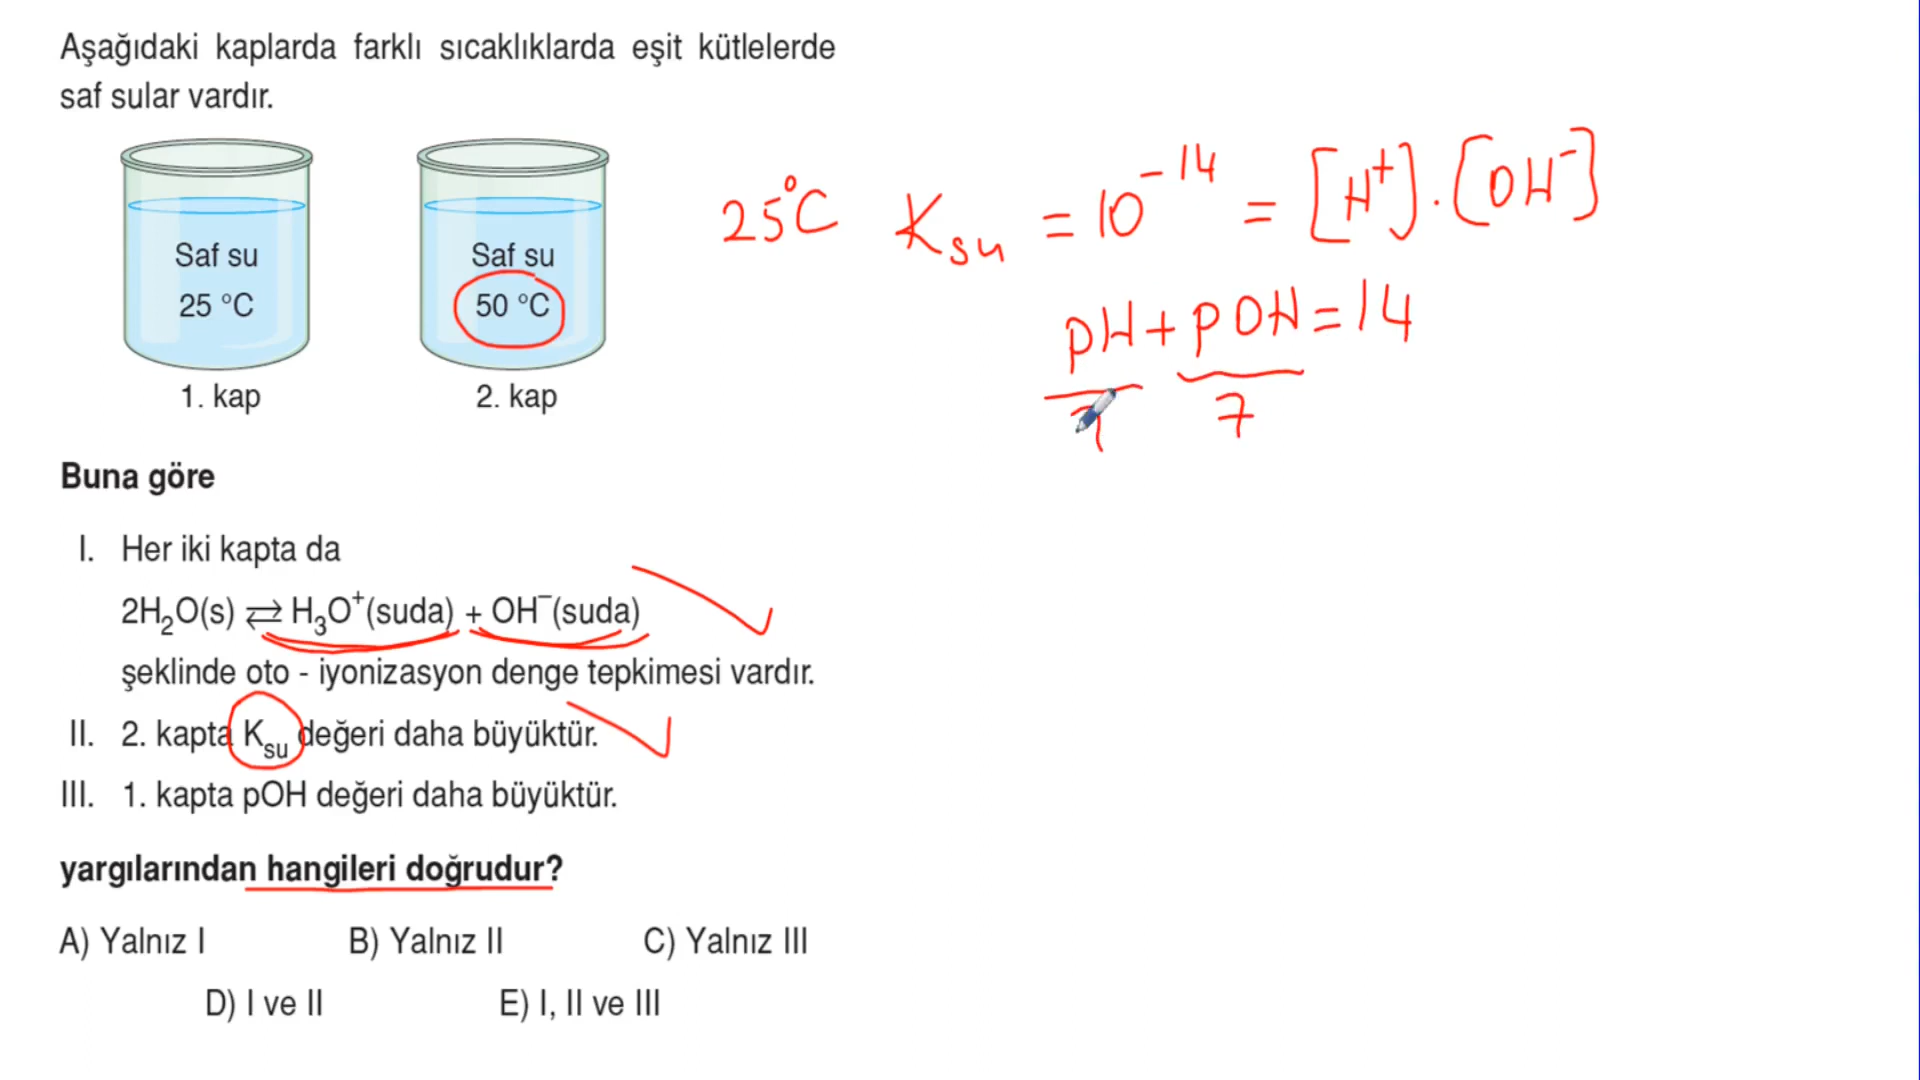 Aşağıdaki kaplarda farklı sıcaklıklarda eşit kütlelerde
saf sular vardır.
Saf su
25 °C
1. kap
Saf su
50 °C
2. kap
25°C Ksu = 10⁻¹⁴ = [H⁺].[OH⁻]
pH + pOH = 14
7 7
Buna göre
I. Her iki kapta da
2H₂O(s) ⇄ H₃O⁺(suda) + OH⁻(suda)
şeklinde oto - iyonizasyon denge tepkimesi vardır.
II. 2. kapta Ksu değeri daha büyüktür.
III. 1. kapta pOH değeri daha büyüktür.
yargılarından hangileri doğrudur?
A) Yalnız I B) Yalnız II C) Yalnız III
D) I ve II E) I, II ve III